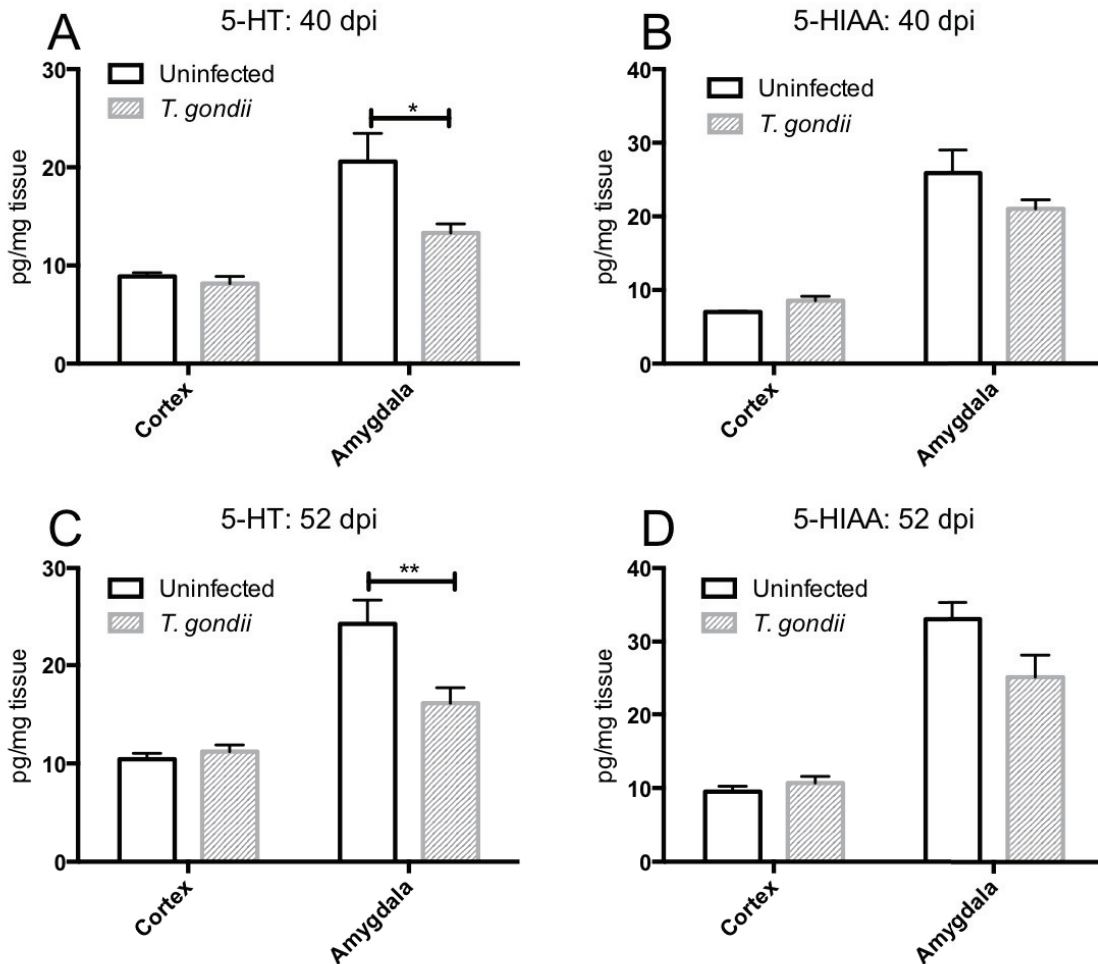 A
5-HT: 40 dpi
Uninfected
T. gondii
*
pg/mg tissue
30
20
10
0
Cortex
Amygdala
B
5-HIAA: 40 dpi
Uninfected
T. gondii
pg/mg tissue
40
30
20
10
0
Cortex
Amygdala
C
5-HT: 52 dpi
Uninfected
T. gondii
**
pg/mg tissue
30
20
10
0
Cortex
Amygdala
D
5-HIAA: 52 dpi
Uninfected
T. gondii
pg/mg tissue
40
30
20
10
0
Cortex
Amygdala